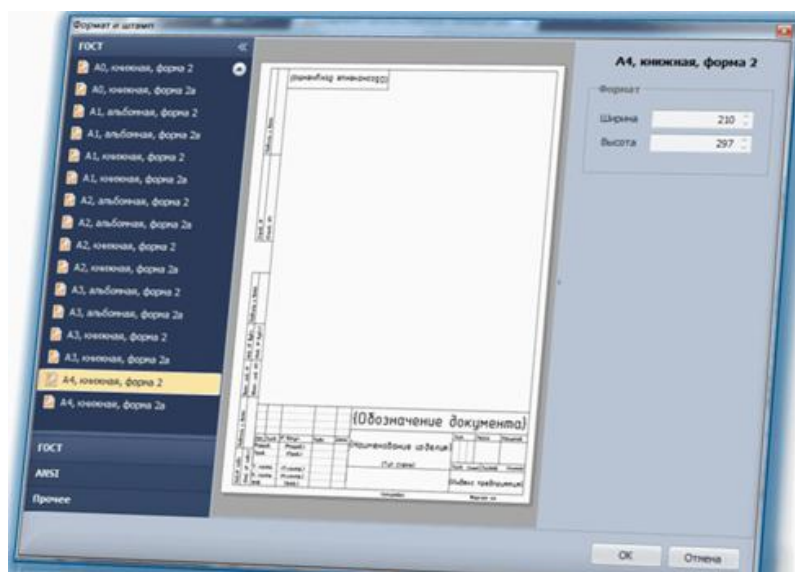 Формат и штамп
ГОСТ
А0, книжная, форма 2
А0, книжная, форма 2а
А1, альбомная, форма 2
А1, альбомная, форма 2а
А1, книжная, форма 2
А1, книжная, форма 2а
А2, альбомная, форма 2
А2, альбомная, форма 2а
А2, книжная, форма 2
А2, книжная, форма 2а
А3, альбомная, форма 2
А3, альбомная, форма 2а
А3, книжная, форма 2
А3, книжная, форма 2а
А4, книжная, форма 2
А4, книжная, форма 2а
ГОСТ
ANSI
Прочее
(Обозначение документа)
(Обозначение документа)
(Наименование изделия)
(Тип схемы)
(Индекс предприятия)
А4, книжная, форма 2
Формат
Ширина 210
Высота 297
OK
Отмена